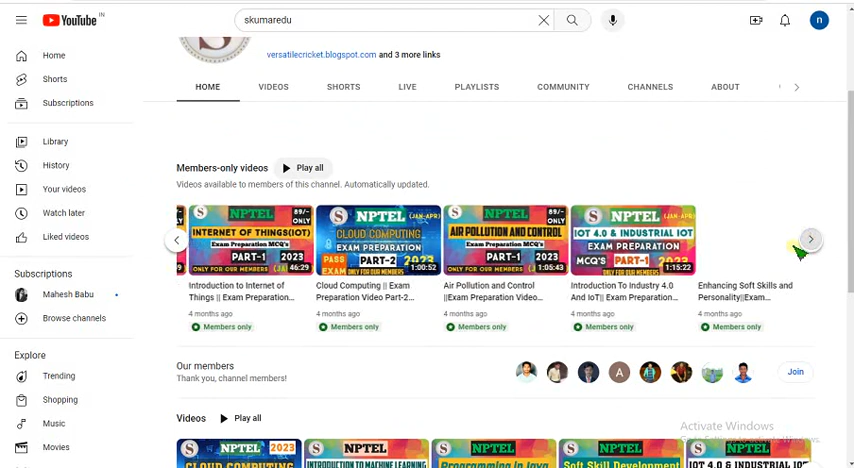 YouTube IN
skumaredu
n
versatilecricket.blogspot.com and 3 more links
HOME VIDEOS SHORTS LIVE PLAYLISTS COMMUNITY CHANNELS ABOUT
Home
Shorts
Subscriptions
Library
History
Your videos
Watch later
Liked videos
Subscriptions
Mahesh Babu
Browse channels
Explore
Trending
Shopping
Music
Movies
Members-only videos Play all
Videos available to members of this channel. Automatically updated.
S NPTEL 89/- ONLY
INTERNET OF THINGS(IOT)
Exam Preparation MCQ's
PART-1 2023
ONLY FOR OUR MEMBERS 46:29
Introduction to Internet of
Things || Exam Preparation...
4 months ago
Members only
S NPTEL (JAN-APR)
CLOUD COMPUTING
EXAM PREPARATION
PASS EXAM PART-2 2023
ONLY FOR OUR MEMBERS 1:00:52
Cloud Computing || Exam
Preparation Video Part-2...
4 months ago
Members only
S NPTEL 89/- ONLY
AIR POLLUTION AND CONTROL
Exam Preparation MCQ's
PART-1 2023
ONLY FOR OUR MEMBERS 1:05:43
Air Pollution and Control
||Exam Preparation Video...
4 months ago
Members only
S NPTEL (JAN-APR)
IOT 4.0 & INDUSTRIAL IOT
EXAM PREPARATION
MCQ'S PART-1 2023
ONLY FOR OUR MEMBERS 1:15:22
Introduction To Industry 4.0
And IoT|| Exam Preparation...
4 months ago
Members only
Enhancing Soft Skills and
Personality||Exam...
4 months ago
Members only
Our members
Thank you, channel members!
A
Join
Videos Play all
NPTEL 2023
CLOUD COMPUTING
NPTEL
INTRODUCTION TO MACHINE LEARNING
NPTEL
Programming in Java
NPTEL
Soft Skill Development
NPTEL
IOT 4.0 & INDUSTRIAL IOT
Activate Windows